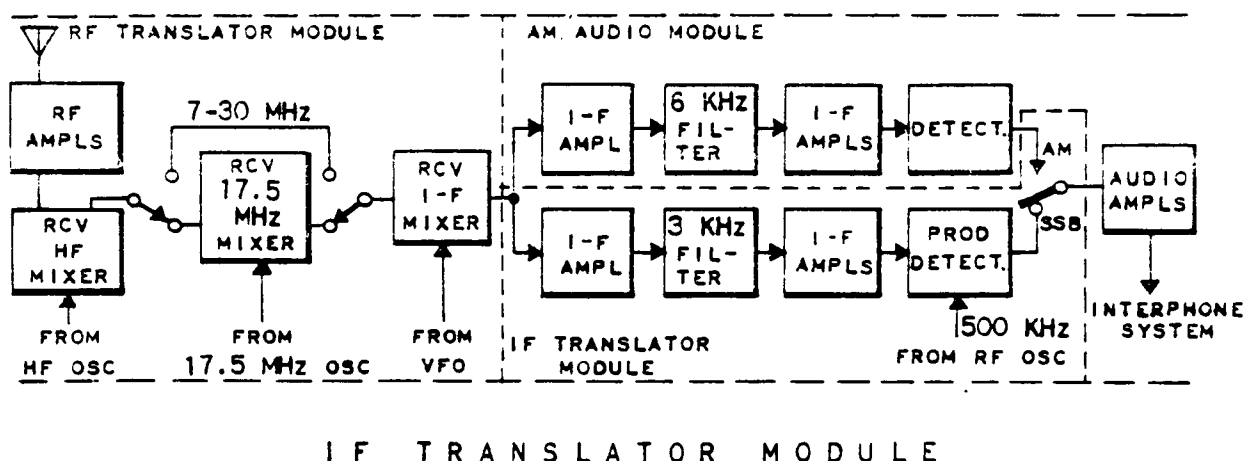 RF TRANSLATOR MODULE
AM AUDIO MODULE
RF
AMPLS
7-30 MHz
RCV
HF
MIXER
RCV
17.5
MHz
MIXER
RCV
I-F
MIXER
I-F
AMPL
6 KHz
FIL-
TER
I-F
AMPLS
DETECT.
AM
SSB
AUDIO
AMPLS
I-F
AMPL
3 KHz
FIL-
TER
I-F
AMPLS
PROD
DETECT.
FROM
HF OSC
FROM
17.5 MHz OSC
FROM
VFO
IF TRANSLATOR
MODULE
500 KHz
FROM RF OSC
INTERPHONE
SYSTEM
IF TRANSLATOR MODULE